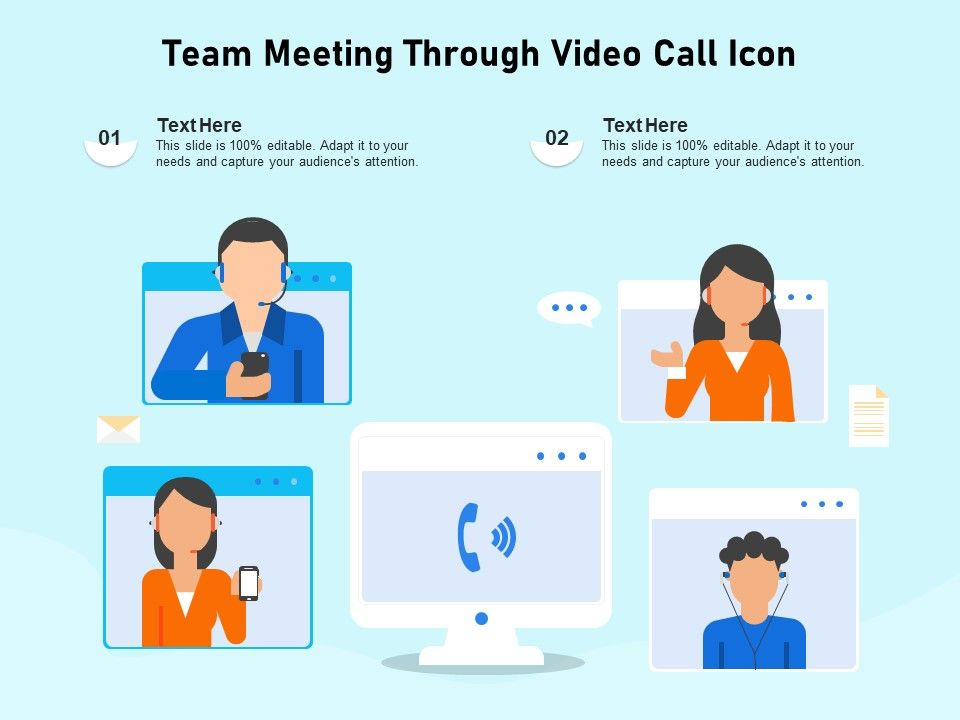 Team Meeting Through Video Call Icon
01
Text Here
This slide is 100% editable. Adapt it to your
needs and capture your audience's attention.
02
Text Here
This slide is 100% editable. Adapt it to your
needs and capture your audience's attention.